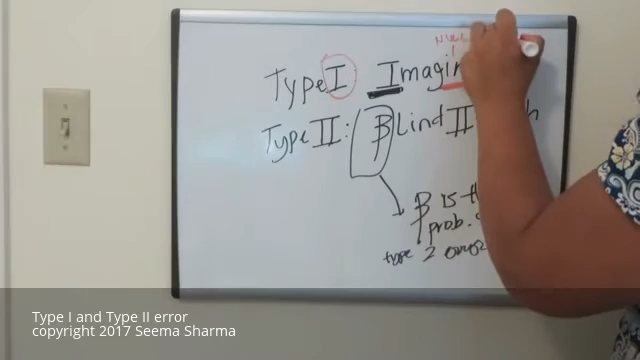 Type I Imagin
Type II: βlind II h
β is th
prob.
type 2 error
Type I and Type II error
copyright 2017 Seema Sharma